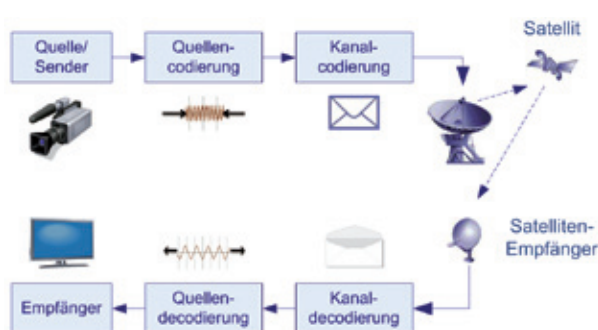 Quelle/
Sender
Quellen-
codierung
Kanal-
codierung
Satellit
Satelliten-
Empfänger
Empfänger
Quellen-
decodierung
Kanal-
decodierung